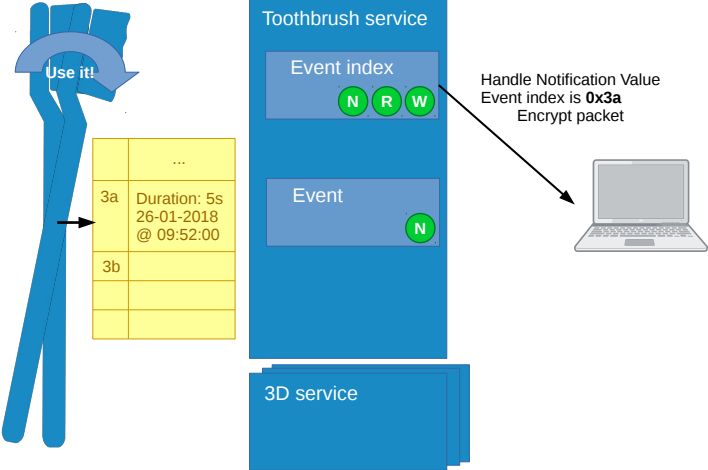 Use it!
...
3a
Duration: 5s
26-01-2018
@ 09:52:00
3b
Toothbrush service
Event index
N R W
Event
N
3D service
Handle Notification Value
Event index is 0x3a
Encrypt packet